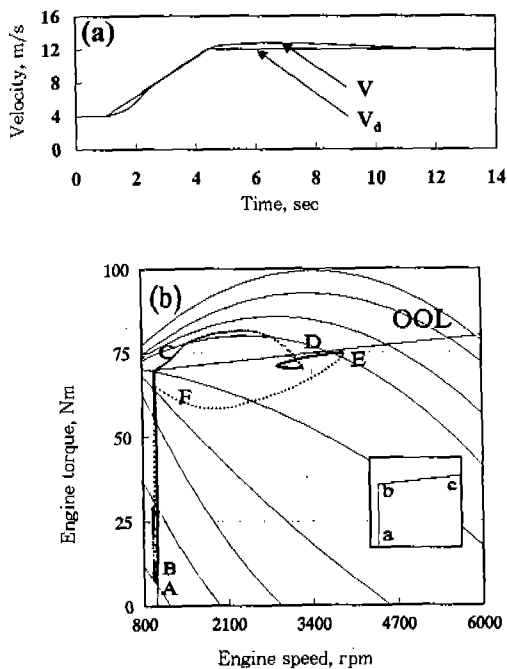 (a)
16
12
8
4
0
Velocity, m/s
V
V_d
0 2 4 6 8 10 12 14
Time, sec
(b)
100
75
50
25
0
Engine torque, Nm
OOL
C
D
E
F
B
A
b c
a
800 2100 3400 4700 6000
Engine speed, rpm